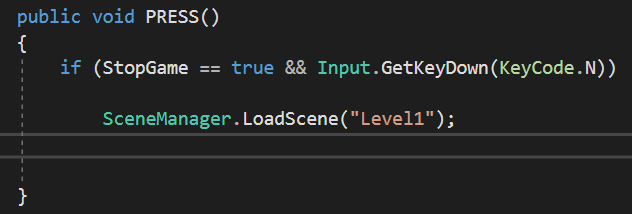 public void PRESS()
{
if (StopGame == true && Input.GetKeyDown(KeyCode.N))
SceneManager.LoadScene("Level1");
}